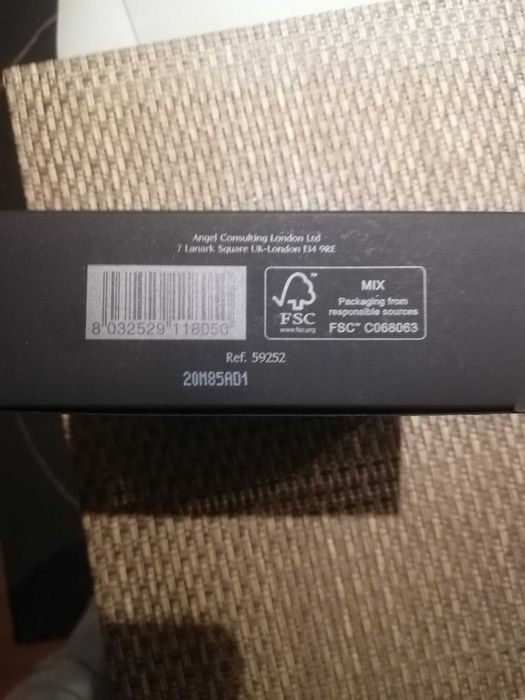 Angel Consulting London Ltd
7 Lanark Square UK-London E14 9RE
8 032529 118050
FSC™
www.fsc.org
MIX
Packaging from
responsible sources
FSC™ C068063
Ref. 59252
20M85AD1